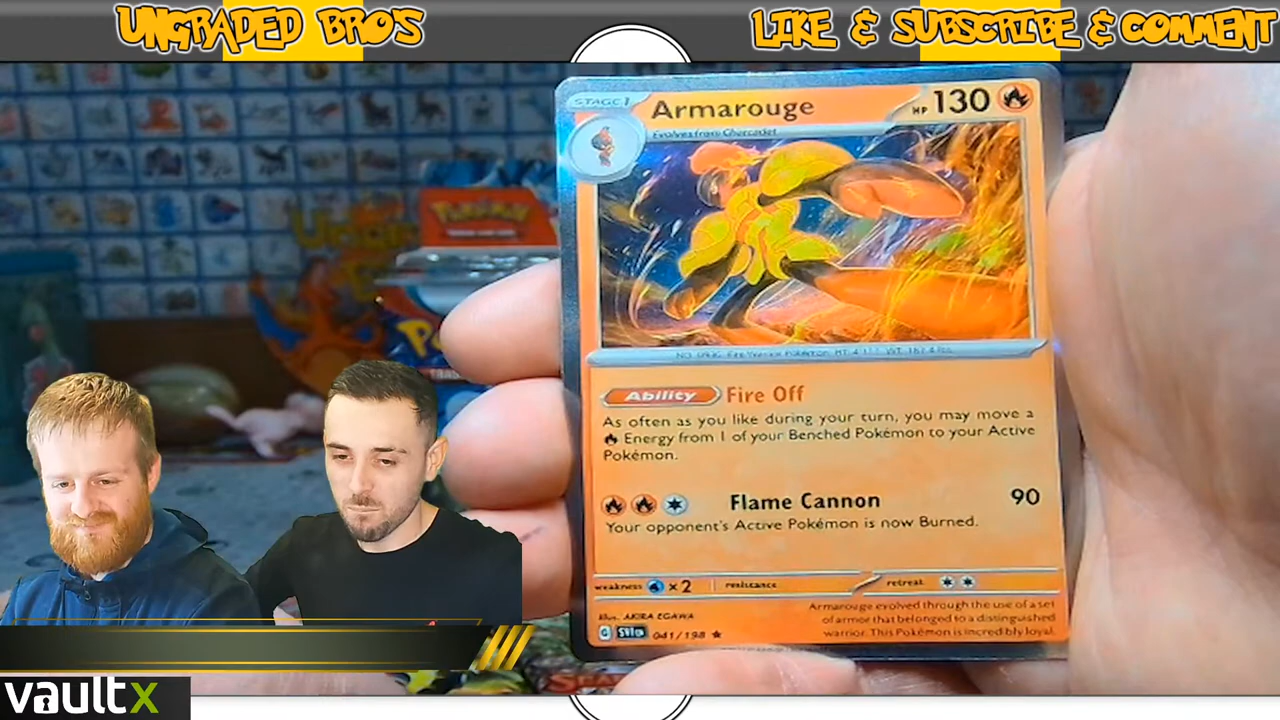 UNGRADED BRO'S
LIKE & SUBSCRIBE & COMMENT
STAGE 1
Armarouge
HP 130
Evolves from Charcadet
Pokémon
Ability Fire Off
As often as you like during your turn, you may move a
Energy from 1 of your Benched Pokémon to your Active
Pokémon.
Flame Cannon 90
Your opponent's Active Pokémon is now Burned.
weakness ×2 resistance retreat
Illus. AKIRA EGAWA
G SVI EN 041/198 ★
Armarouge evolved through the use of a set
of armor that belonged to a distinguished
warrior. This Pokémon is incredibly loyal.
vaultx